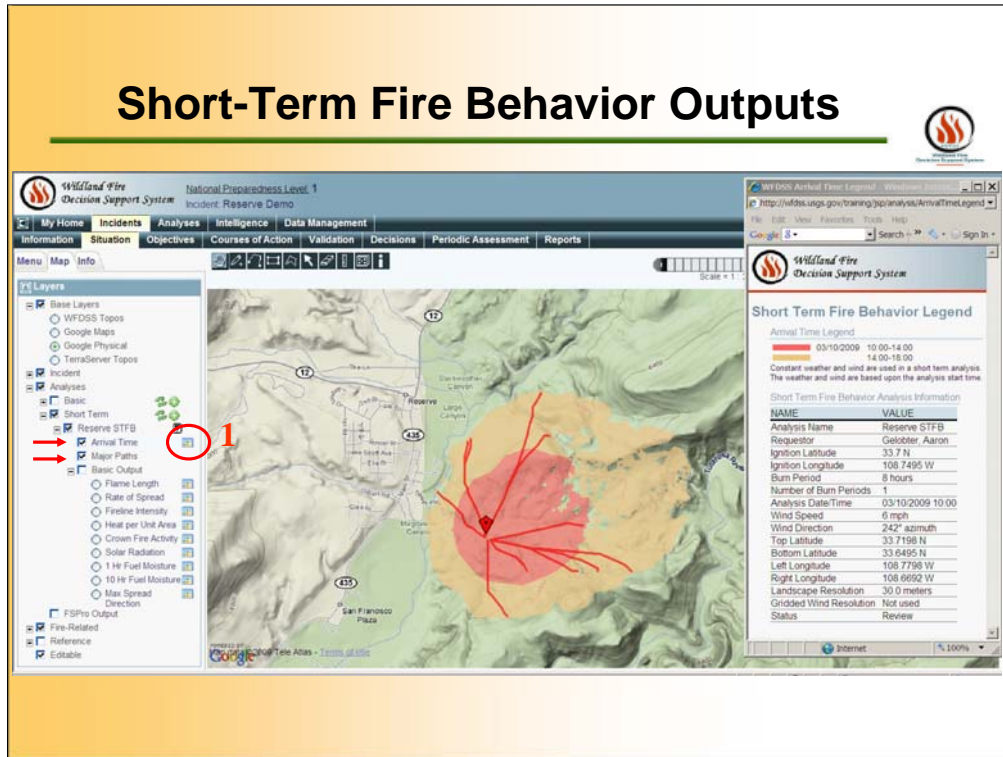 Short-Term Fire Behavior Outputs
Wildland Fire
Decision Support System
National Preparedness Level: 1
Incident: Reserve Demo
My Home Incidents Analyses Intelligence Data Management
Information Situation Objectives Courses of Action Validation Decisions Periodic Assessment Reports
Menu Map Info
Scale = 1 :
Layers
Base Layers
WFDSS Topos
Google Maps
Google Physical
TerraServer Topos
Incident
Analyses
Basic
Short Term
Reserve STFB
Arrival Time
1
Major Paths
Basic Output
Flame Length
Rate of Spread
Fireline Intensity
Heat per Unit Area
Crown Fire Activity
Solar Radiation
1 Hr Fuel Moisture
10 Hr Fuel Moisture
Max Spread
Direction
FSPro Output
Fire-Related
Reference
Editable
12
12
Reserve
Large
Canyon
435
435
San Francisco
Plaza
Google
Tele Atlas - Terms of Use
WFDSS Arrival Time Legend - Windows
http://wfdss.usgs.gov/training/jsp/analysis/ArrivalTimeLegend
File Edit View Favorites Tools Help
Google Search Sign In
Wildland Fire
Decision Support System
Short Term Fire Behavior Legend
Arrival Time Legend
03/10/2009 10:00-14:00
14:00-18:00
Constant weather and wind are used in a short term analysis.
The weather and wind are based upon the analysis start time.
Short Term Fire Behavior Analysis Information
NAME VALUE
Analysis Name Reserve STFB
Requestor Gelobter, Aaron
Ignition Latitude 33.7 N
Ignition Longitude 108.7495 W
Burn Period 8 hours
Number of Burn Periods 1
Analysis Date/Time 03/10/2009 10:00
Wind Speed 6 mph
Wind Direction 242° azimuth
Top Latitude 33.7198 N
Bottom Latitude 33.6495 N
Left Longitude 108.7798 W
Right Longitude 108.6692 W
Landscape Resolution 30.0 meters
Gridded Wind Resolution Not used
Status Review
Internet 100%